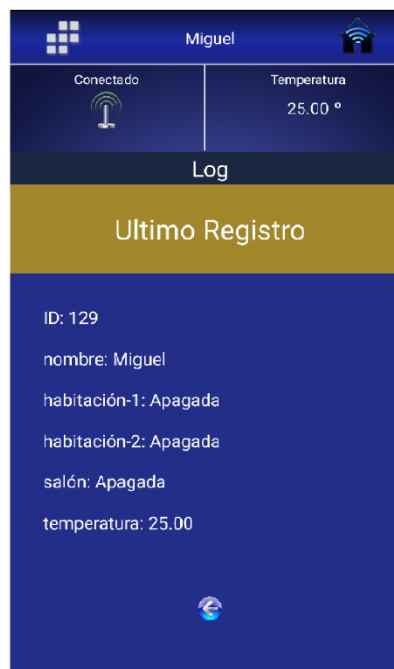 Miguel
Conectado
Temperatura
25.00 º
Log
Ultimo Registro
ID: 129
nombre: Miguel
habitación-1: Apagada
habitación-2: Apagada
salón: Apagada
temperatura: 25.00